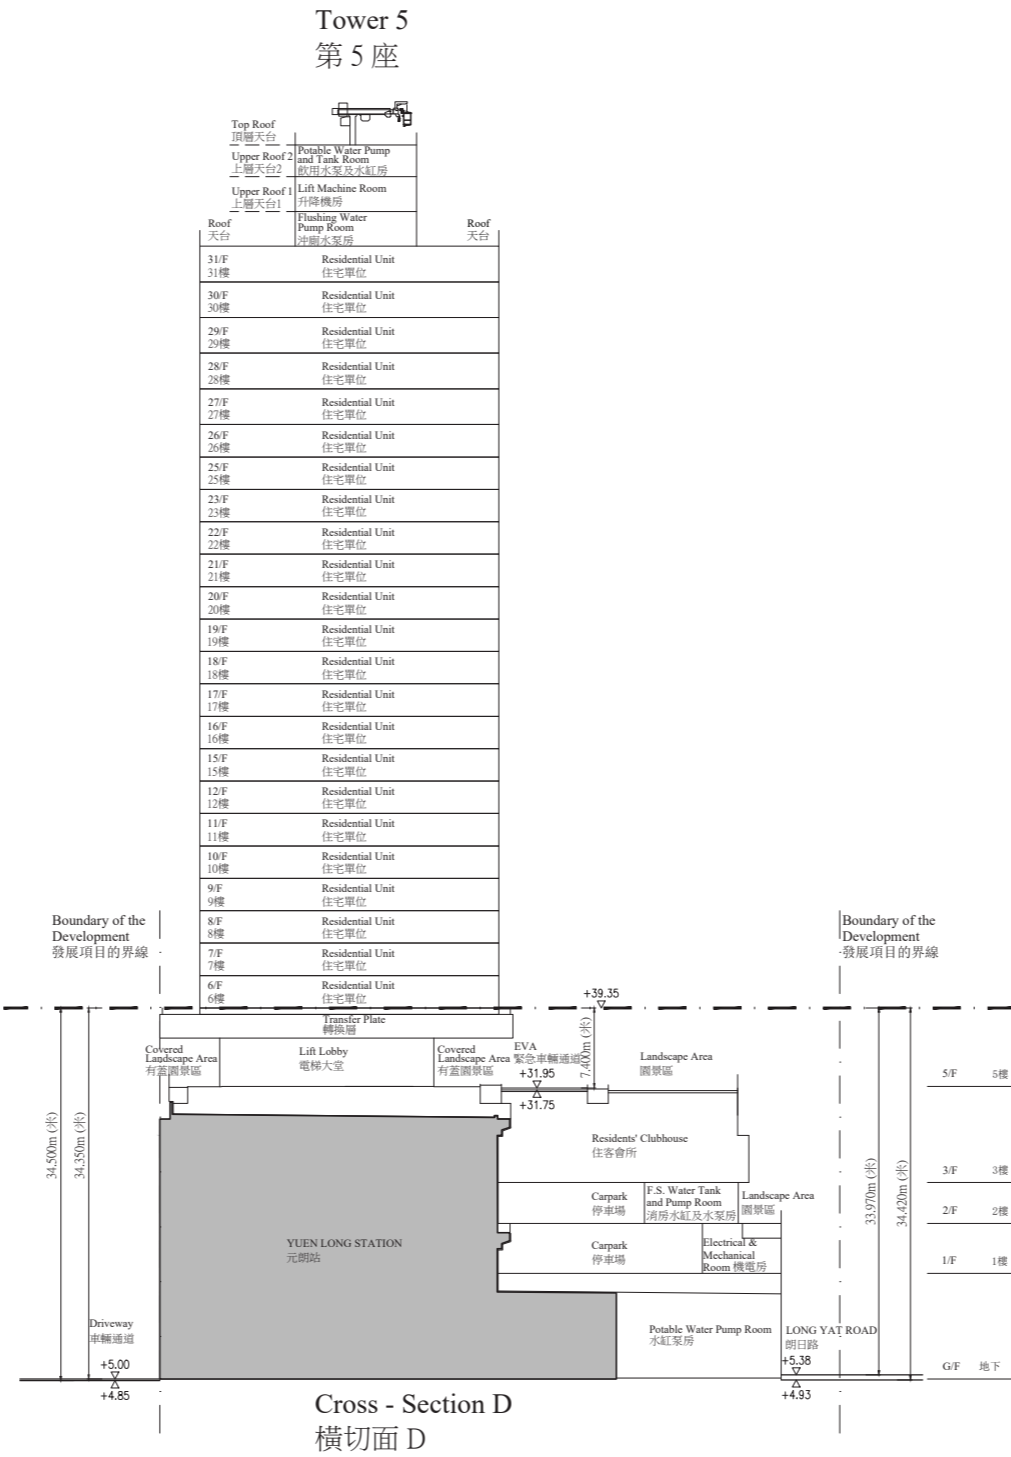 Tower 5
第 5 座
Top Roof
頂層天台
Upper Roof 2
上層天台2
Potable Water Pump
and Tank Room
飲用水泵及水缸房
Upper Roof 1
上層天台1
Lift Machine Room
升降機房
Roof
天台
Flushing Water
Pump Room
沖廁水泵房
Roof
天台
31/F
31樓
Residential Unit
住宅單位
30/F
30樓
Residential Unit
住宅單位
29/F
29樓
Residential Unit
住宅單位
28/F
28樓
Residential Unit
住宅單位
27/F
27樓
Residential Unit
住宅單位
26/F
26樓
Residential Unit
住宅單位
25/F
25樓
Residential Unit
住宅單位
23/F
23樓
Residential Unit
住宅單位
22/F
22樓
Residential Unit
住宅單位
21/F
21樓
Residential Unit
住宅單位
20/F
20樓
Residential Unit
住宅單位
19/F
19樓
Residential Unit
住宅單位
18/F
18樓
Residential Unit
住宅單位
17/F
17樓
Residential Unit
住宅單位
16/F
16樓
Residential Unit
住宅單位
15/F
15樓
Residential Unit
住宅單位
12/F
12樓
Residential Unit
住宅單位
11/F
11樓
Residential Unit
住宅單位
10/F
10樓
Residential Unit
住宅單位
9/F
9樓
Residential Unit
住宅單位
8/F
8樓
Residential Unit
住宅單位
7/F
7樓
Residential Unit
住宅單位
6/F
6樓
Residential Unit
住宅單位
Boundary of the
Development
發展項目的界線
Boundary of the
Development
發展項目的界線
+39.35
Transfer Plate
轉換層
Covered
Landscape Area
有蓋園景區
Lift Lobby
電梯大堂
Covered
Landscape Area
有蓋園景區
EVA
緊急車輛通道
+31.95
+31.75
7.400m (米)
Landscape Area
園景區
5/F 5樓
34.500m (米)
34.350m (米)
33.970m (米)
34.420m (米)
Residents' Clubhouse
住客會所
3/F 3樓
Carpark
停車場
F.S. Water Tank
and Pump Room
消房水缸及水泵房
Landscape Area
園景區
2/F 2樓
YUEN LONG STATION
元朗站
Carpark
停車場
Electrical &
Mechanical
Room 機電房
1/F 1樓
Driveway
車輛通道
+5.00
+4.85
Potable Water Pump Room
水缸泵房
LONG YAT ROAD
朗日路
+5.38
+4.93
G/F 地下
Cross - Section D
橫切面 D